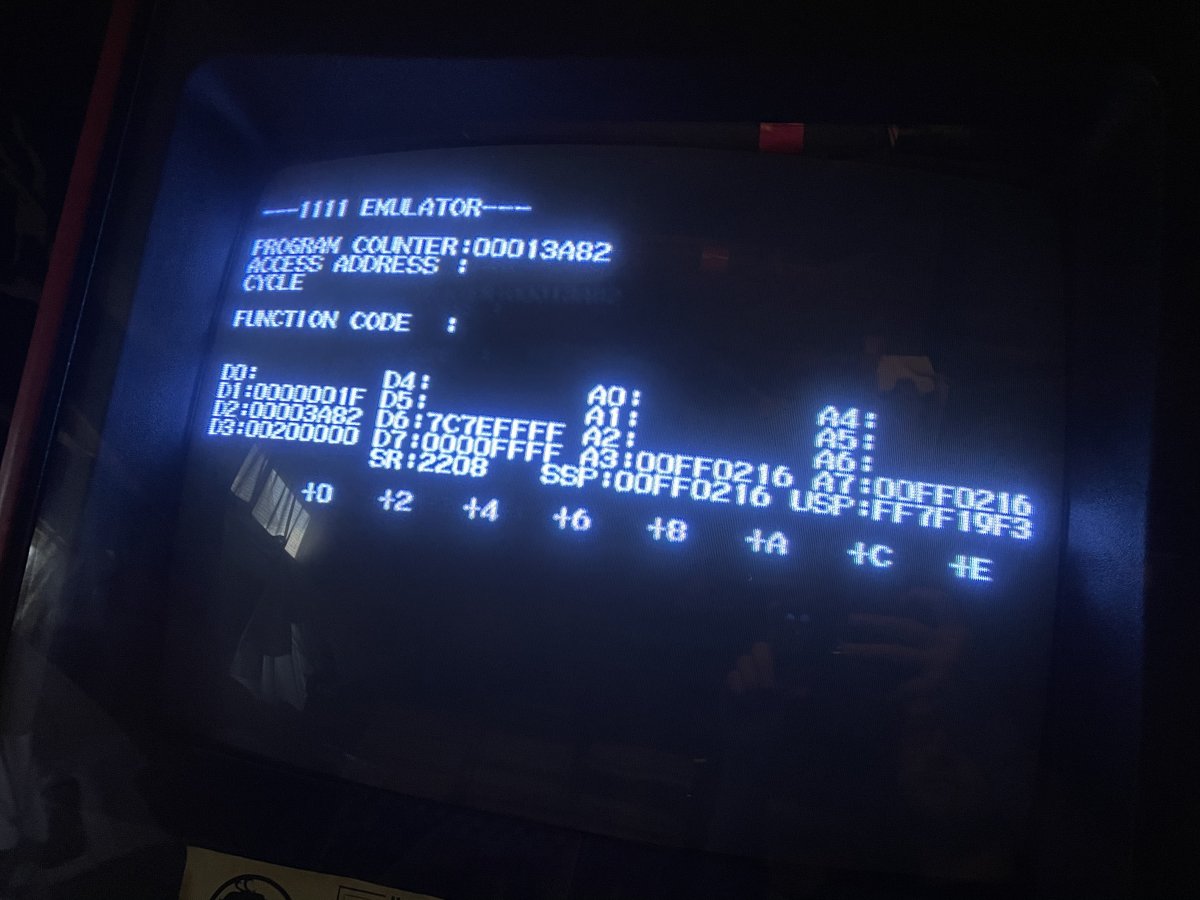 ---1111 EMULATOR----
PROGRAM COUNTER:00013A82
ACCESS ADDRESS :
CYCLE
FUNCTION CODE :
D0: D4: A0: A4:
D1:0000001F D5: A1: A5:
D2:00003A82 D6:7C7EFFFF A2: A6:
D3:00200000 D7:0000FFFF A3:00FF0216 A7:00FF0216
SR:2208 SSP:00FF0216 USP:FF7F19F3
+0 +2 +4 +6 +8 +A +C +E